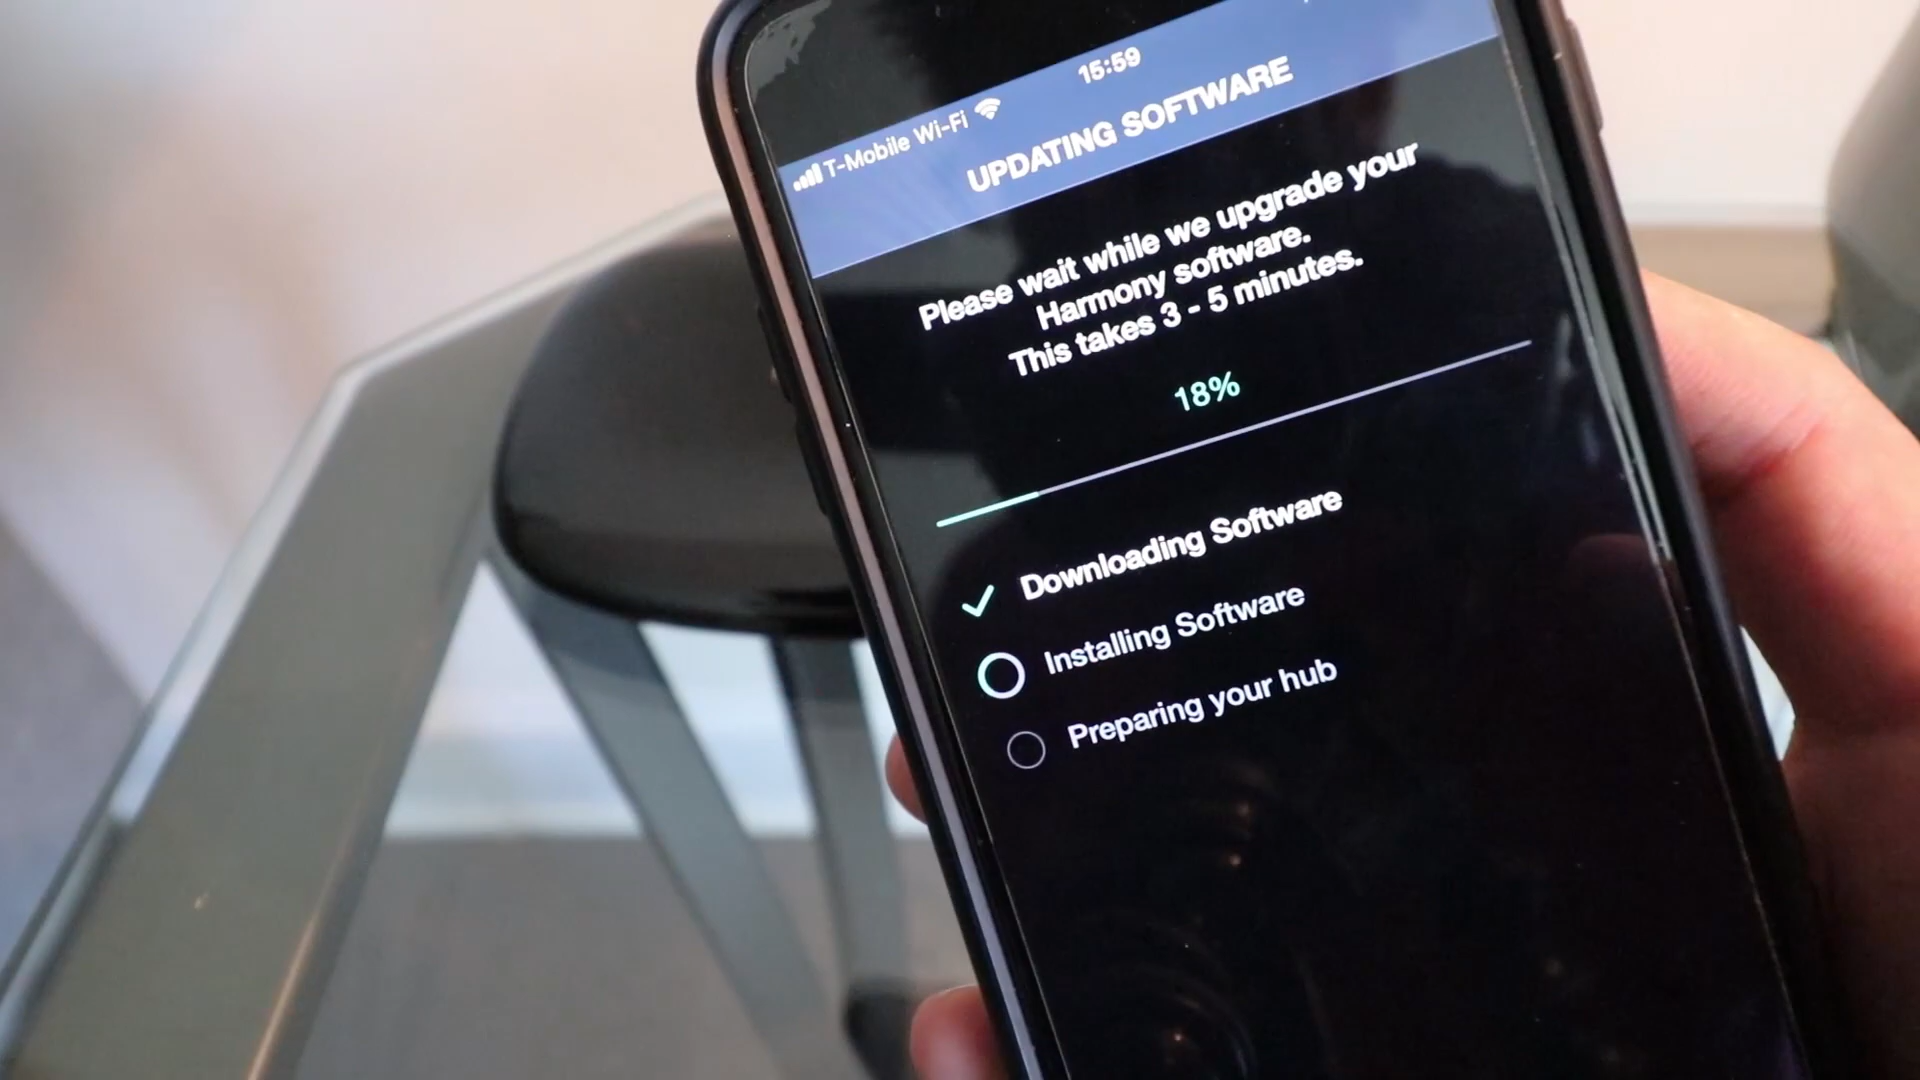 15:59
T-Mobile Wi-Fi
UPDATING SOFTWARE
Please wait while we upgrade your
Harmony software.
This takes 3 - 5 minutes.
18%
Downloading Software
Installing Software
Preparing your hub